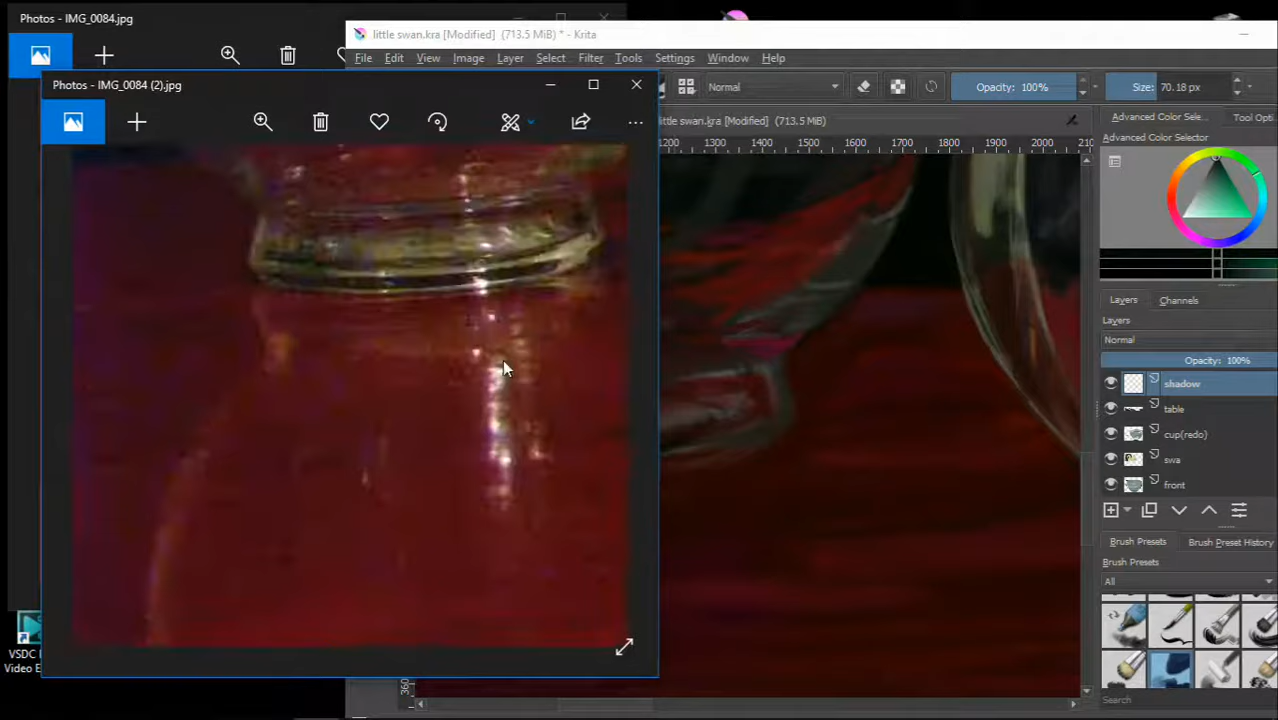 Photos - IMG_0084.jpg
little swan.kra [Modified] (713.5 MiB) * - Krita
File Edit View Image Layer Select Filter Tools Settings Window Help
Photos - IMG_0084 (2).jpg
Normal
Opacity: 100%
Size: 70.18 px
little swan.kra [Modified] (713.5 MiB)
Advanced Color Sele...
Tool Opti
Advanced Color Selector
1200 1300 1400 1500 1600 1700 1800 1900 2000 210
Layers
Channels
Layers
Normal
Opacity: 100%
shadow
table
cup(redo)
swa
front
Brush Presets
Brush Preset History
Brush Presets
All
Search
VSDC
Video E
360